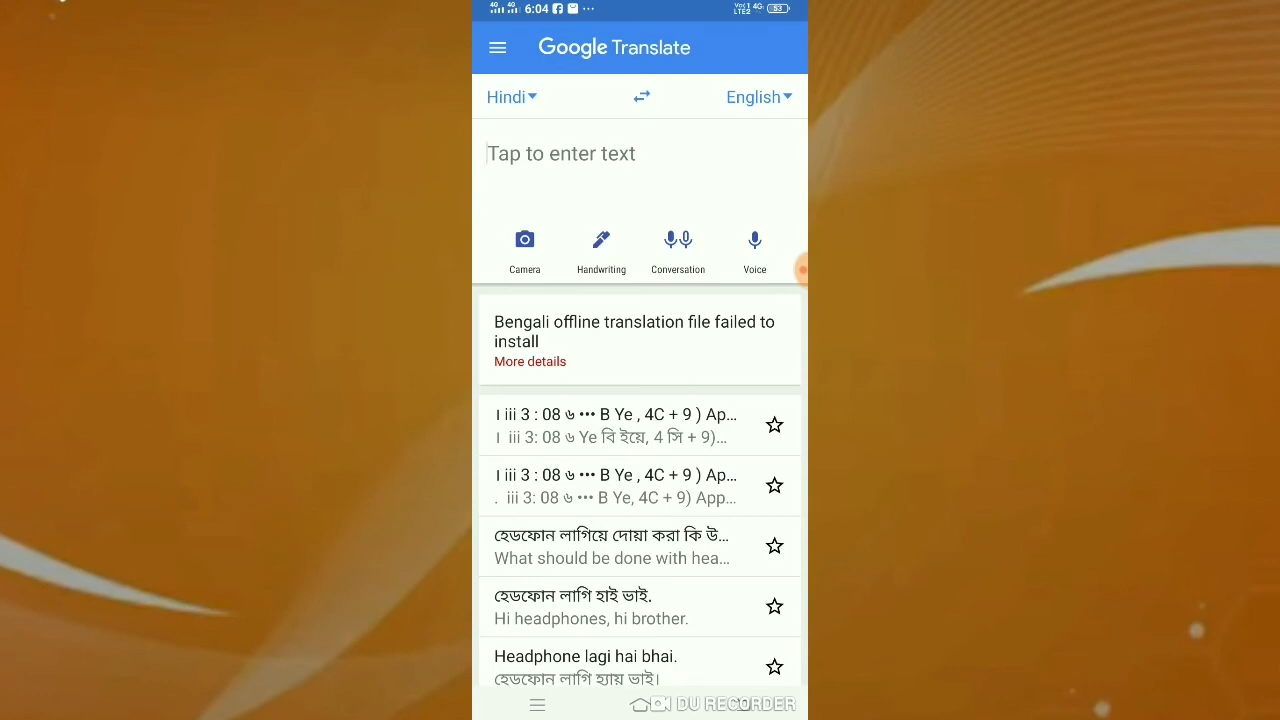 6:04 ... 4G 53
Google Translate
Hindi English
Tap to enter text
Camera Handwriting Conversation Voice
Bengali offline translation file failed to
install
More details
। iii 3 : 08 ৬ ••• B Ye , 4C + 9 ) Ap...
। iii 3: 08 ৬ Ye বি ইয়ে, 4 সি + 9)...
। iii 3 : 08 ৬ ••• B Ye , 4C + 9 ) Ap...
. iii 3: 08 ৬ ••• B Ye, 4C + 9) App...
হেডফোন লাগিয়ে দোয়া করা কি উ...
What should be done with hea...
হেডফোন লাগি হাই ভাই.
Hi headphones, hi brother.
Headphone lagi hai bhai.
হেডফোন লাগি হ্যায় ভাই।
DU RECORDER